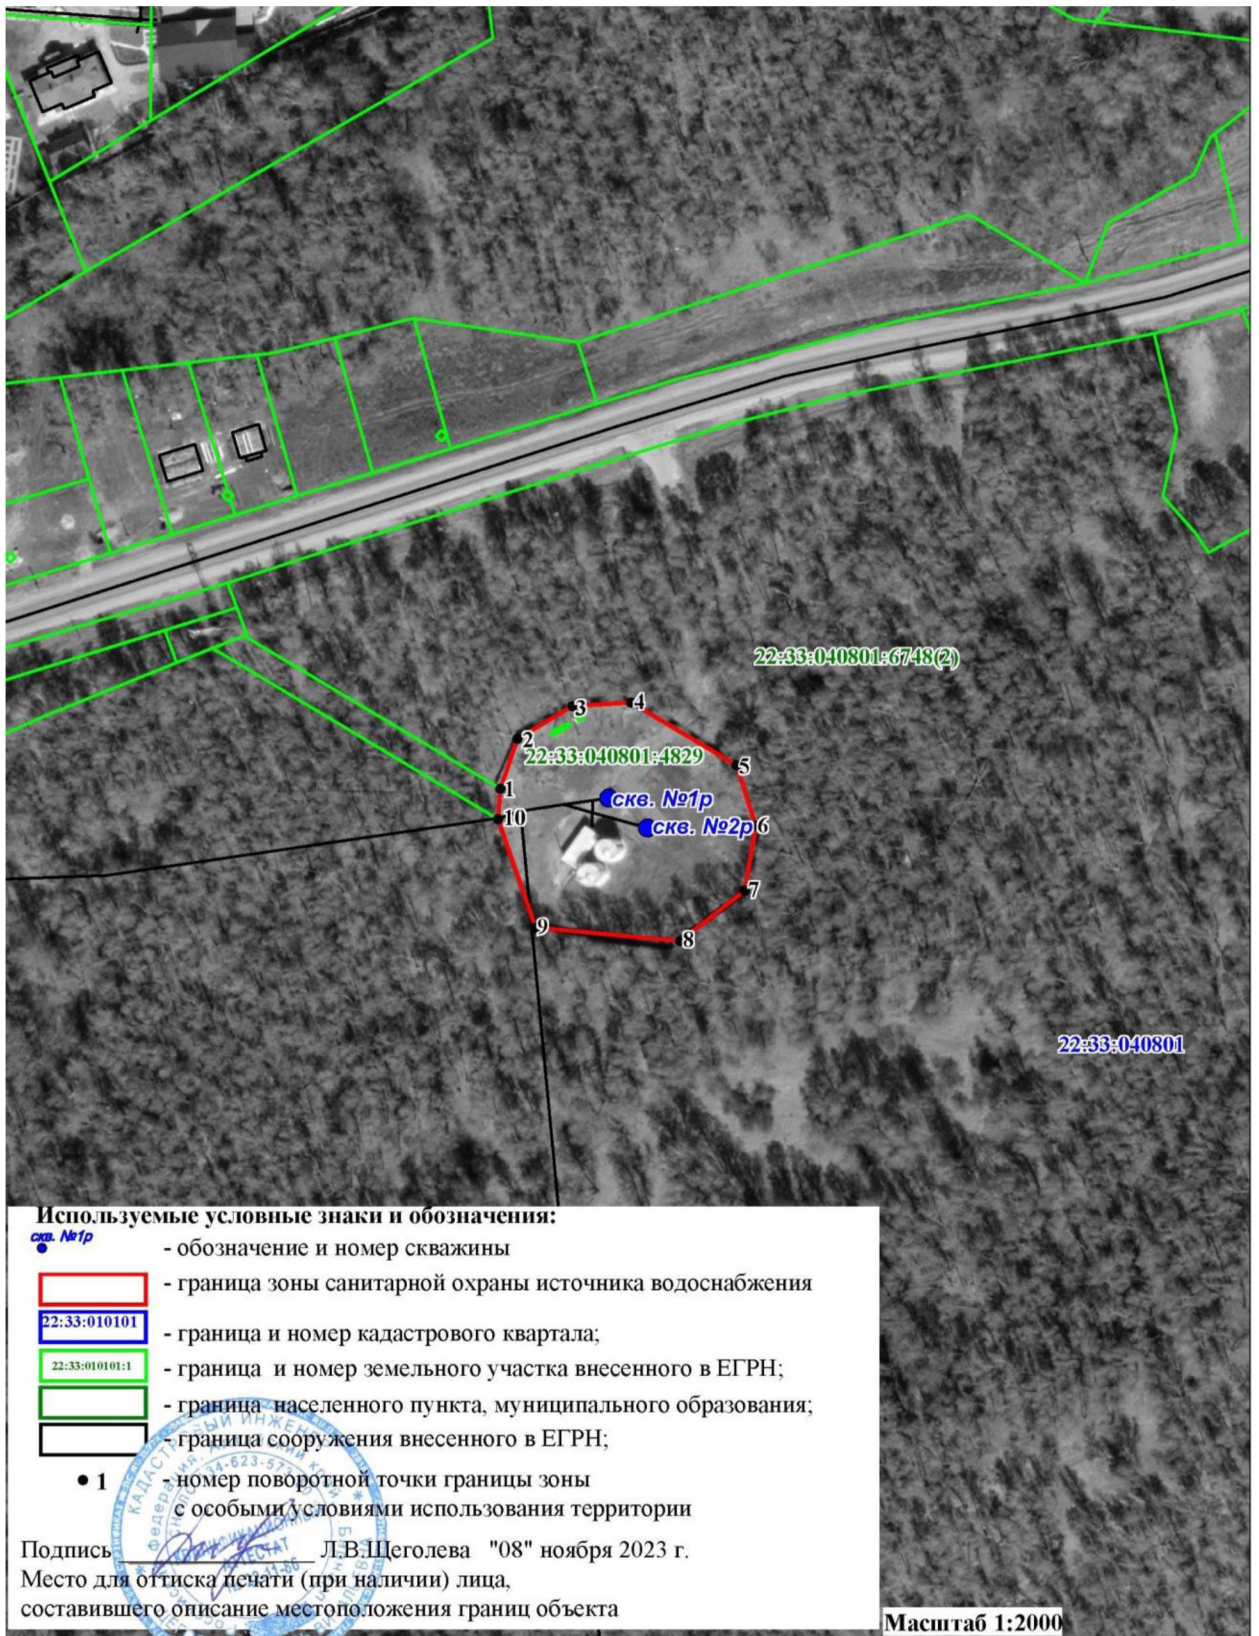 22:33:040801:6748(2)
3
4
2
22:33:040801:4829
5
1
скв. №1р
10
скв. №2р
6
7
9
8
22:33:040801
Используемые условные знаки и обозначения:
скв. №1р
- обозначение и номер скважины
- граница зоны санитарной охраны источника водоснабжения
22:33:010101
- граница и номер кадастрового квартала;
22:33:010101:1
- граница и номер земельного участка внесенного в ЕГРН;
- граница населенного пункта, муниципального образования;
- граница сооружения внесенного в ЕГРН;
1
- номер поворотной точки границы зоны
с особыми условиями использования территории
КАДАСТРОВЫЙ ИНЖЕНЕР
Подпись Л.В.Щеголева "08" ноября 2023 г.
Место для оттиска печати (при наличии) лица,
составившего описание местоположения границ объекта
Масштаб 1:2000